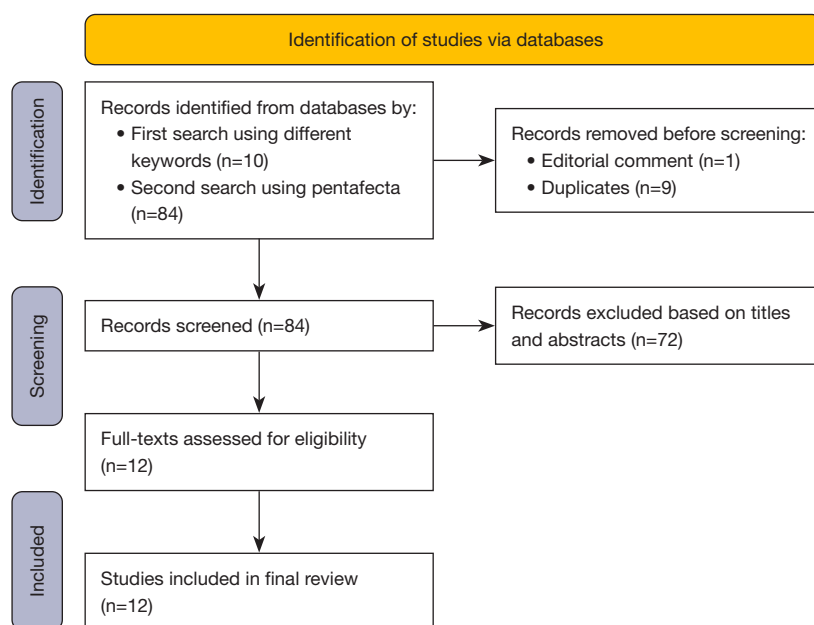 Identification of studies via databases
Identification
Records identified from databases by:
• First search using different
keywords (n=10)
• Second search using pentafecta
(n=84)
Records removed before screening:
• Editorial comment (n=1)
• Duplicates (n=9)
Screening
Records screened (n=84)
Records excluded based on titles
and abstracts (n=72)
Full-texts assessed for eligibility
(n=12)
Included
Studies included in final review
(n=12)